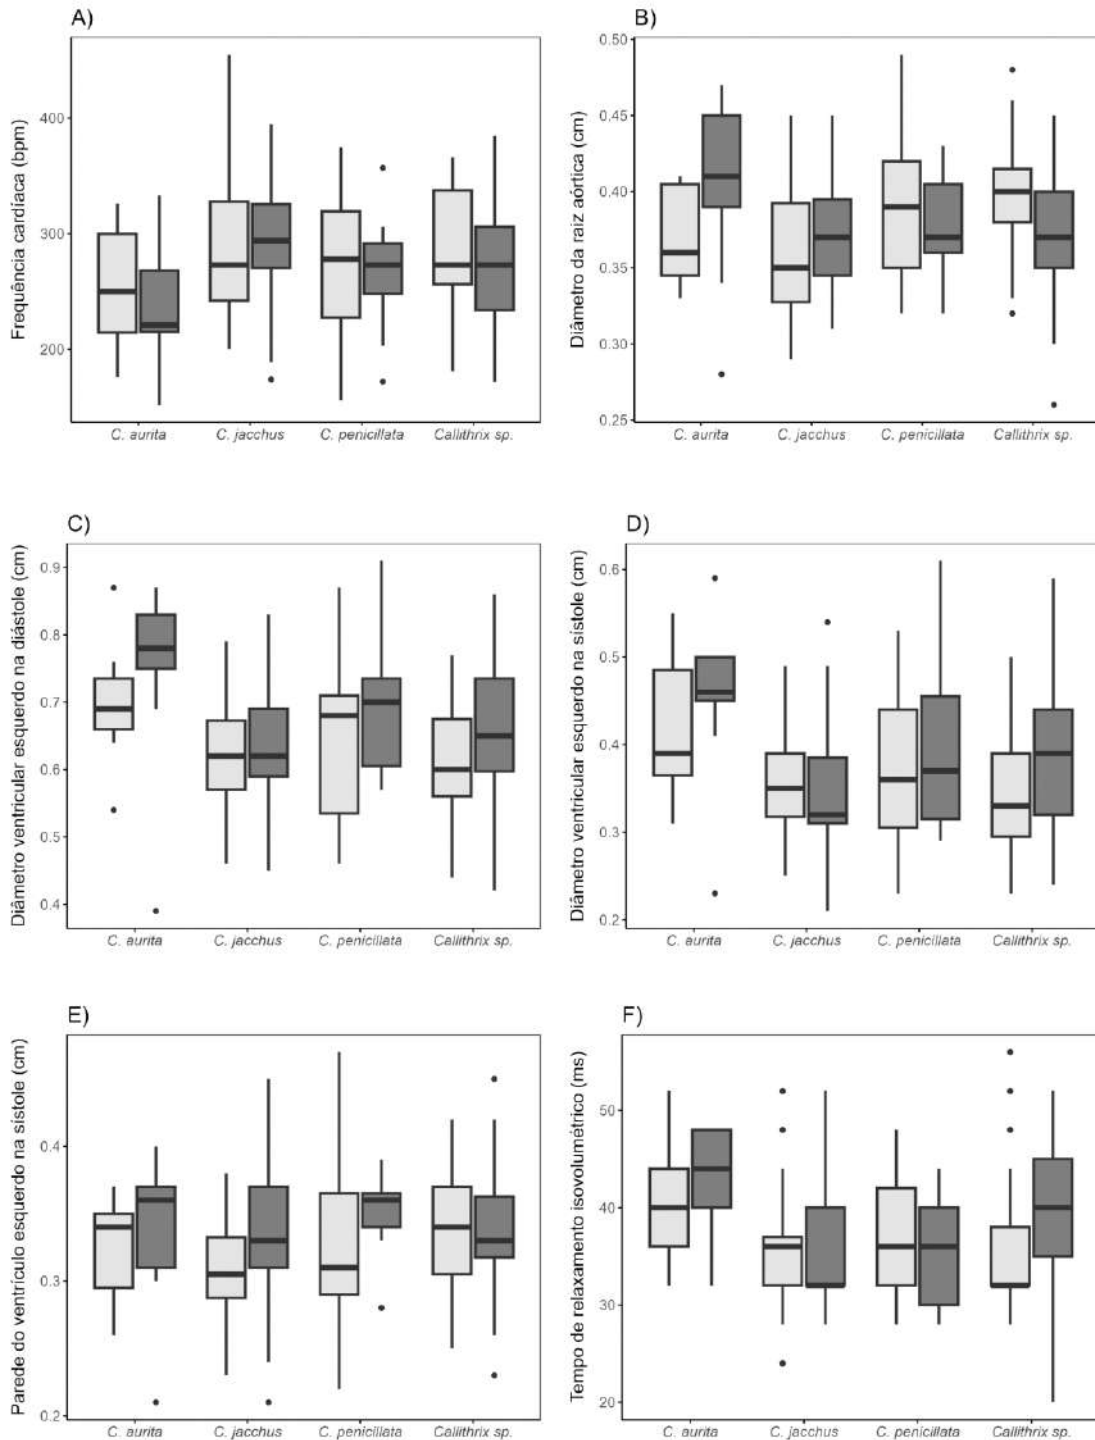 A)
Frequência cardíaca (bpm)
400
300
200
C. aurita C. jacchus C. penicillata Callithrix sp.
B)
Diâmetro da raiz aórtica (cm)
0.50
0.45
0.40
0.35
0.30
0.25
C. aurita C. jacchus C. penicillata Callithrix sp.
C)
Diâmetro ventricular esquerdo na diástole (cm)
0.9
0.8
0.7
0.6
0.5
0.4
C. aurita C. jacchus C. penicillata Callithrix sp.
D)
Diâmetro ventricular esquerdo na sístole (cm)
0.6
0.5
0.4
0.3
0.2
C. aurita C. jacchus C. penicillata Callithrix sp.
E)
Parede do ventrículo esquerdo na sístole (cm)
0.4
0.3
0.2
C. aurita C. jacchus C. penicillata Callithrix sp.
F)
Tempo de relaxamento isovolumétrico (ms)
50
40
30
20
C. aurita C. jacchus C. penicillata Callithrix sp.